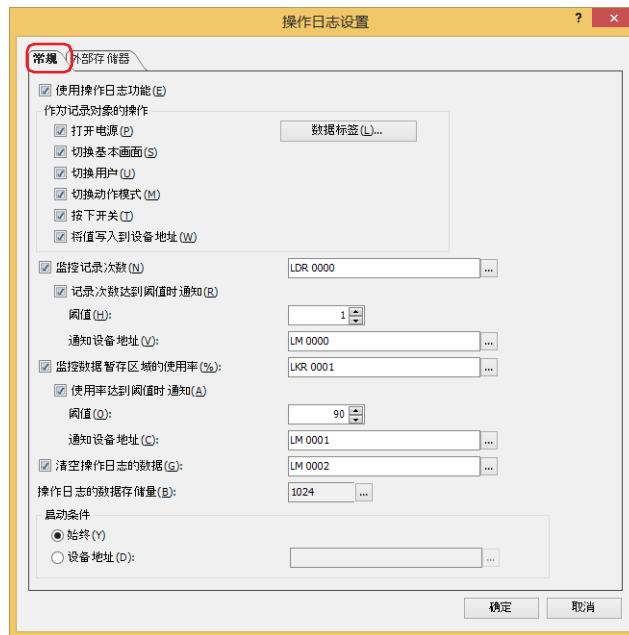 操作日志设置
? ×
常规 外部存储器
使用操作日志功能(E)
作为记录对象的操作
打开电源(P) 数据标签(L)...
切换基本画面(S)
切换用户(U)
切换动作模式(M)
按下开关(T)
将值写入到设备地址(W)
监控记录次数(N) LDR 0000 ...
记录次数达到阈值时通知(R)
阈值(H): 1
通知设备地址(V): LM 0000 ...
监控数据暂存区域的使用率(%): LKR 0001 ...
使用率达到阈值时通知(A)
阈值(O): 90
通知设备地址(C): LM 0001 ...
清空操作日志的数据(G): LM 0002 ...
操作日志的数据存储量(B): 1024 ...
启动条件
始终(Y)
设备地址(D): ...
确定 取消